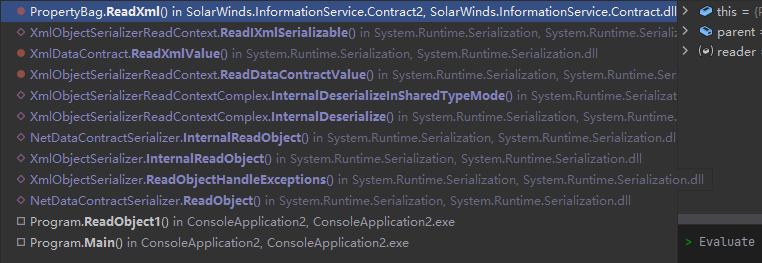 PropertyBag.ReadXml() in SolarWinds.InformationService.Contract2, SolarWinds.InformationService.Contract.dll
XmlObjectSerializerReadContext.ReadIXmlSerializable() in System.Runtime.Serialization, System.Runtime.Serialization.dll
XmlDataContract.ReadXmlValue() in System.Runtime.Serialization, System.Runtime.Serialization.dll
XmlObjectSerializerReadContext.ReadDataContractValue() in System.Runtime.Serialization, System.Runtime.Serialization.dll
XmlObjectSerializerReadContextComplex.InternalDeserializeInSharedTypeMode() in System.Runtime.Serializat
XmlObjectSerializerReadContextComplex.InternalDeserialize() in System.Runtime.Serialization, System.Runtime.Serializa
NetDataContractSerializer.InternalReadObject() in System.Runtime.Serialization, System.Runtime.Serialization.dl
XmlObjectSerializer.InternalReadObject() in System.Runtime.Serialization, System.Runtime.Serialization.dll
XmlObjectSerializer.ReadObjectHandleExceptions() in System.Runtime.Serialization, System.Runtime.Serialization.dll
NetDataContractSerializer.ReadObject() in System.Runtime.Serialization, System.Runtime.Serialization.dll
Program.ReadObject1() in ConsoleApplication2, ConsoleApplication2.exe
Program.Main() in ConsoleApplication2, ConsoleApplication2.exe
this = {P
parent =
reader =
> Evaluate